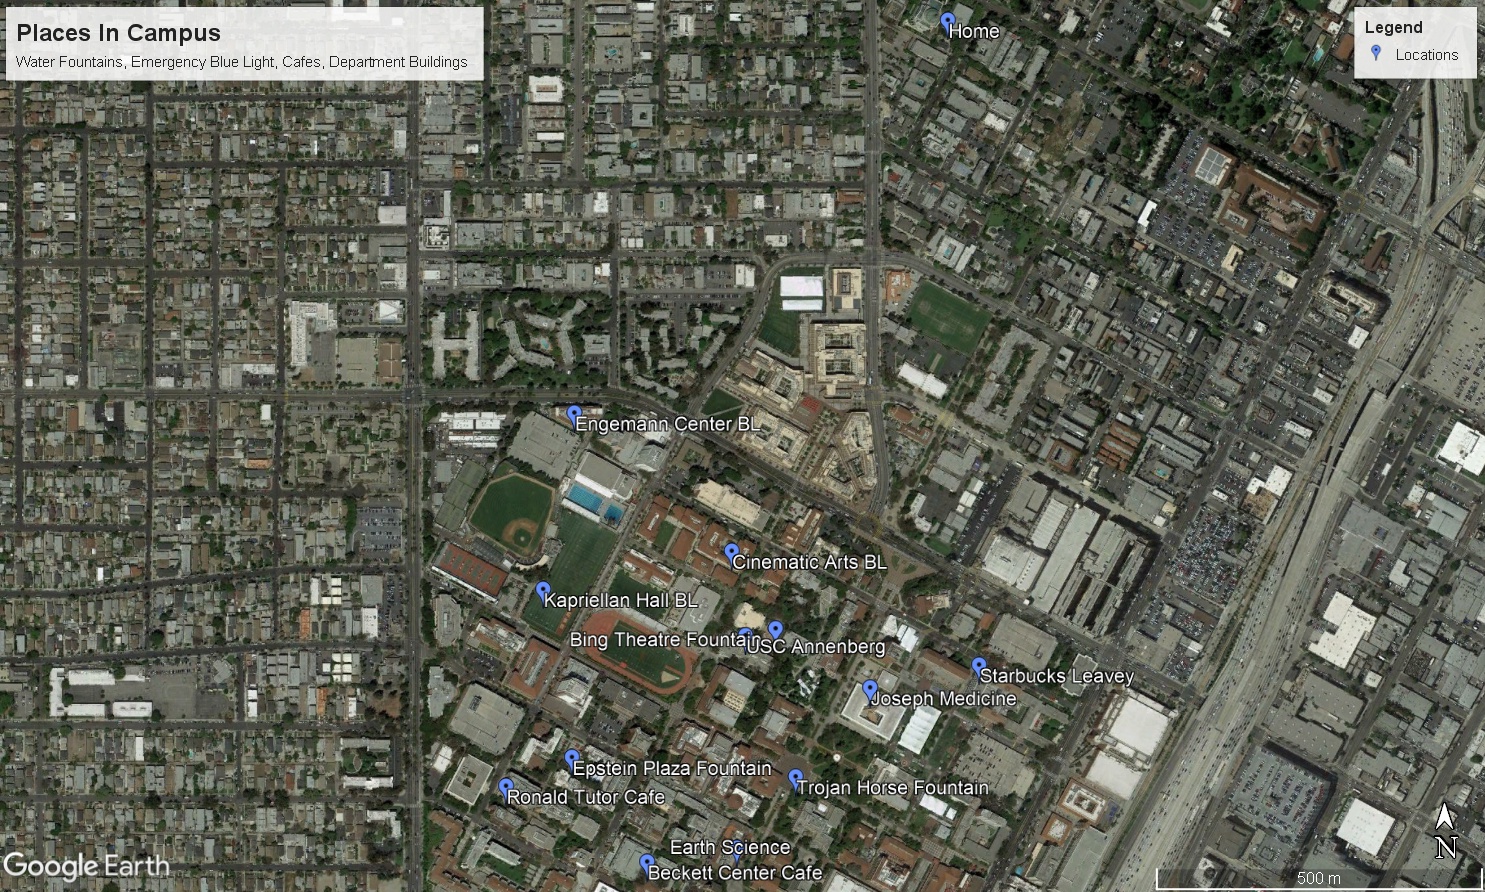 Places In Campus
Water Fountains, Emergency Blue Light, Cafes, Department Buildings
Home
Legend
Locations
Engemann Center BL
Cinematic Arts BL
Kapriellan Hall BL
Bing Theatre Fountain
USC Annenberg
Starbucks Leavey
Joseph Medicine
Epstein Plaza Fountain
Trojan Horse Fountain
Ronald Tutor Cafe
Earth Science
Beckett Center Cafe
Google Earth
N
500 m